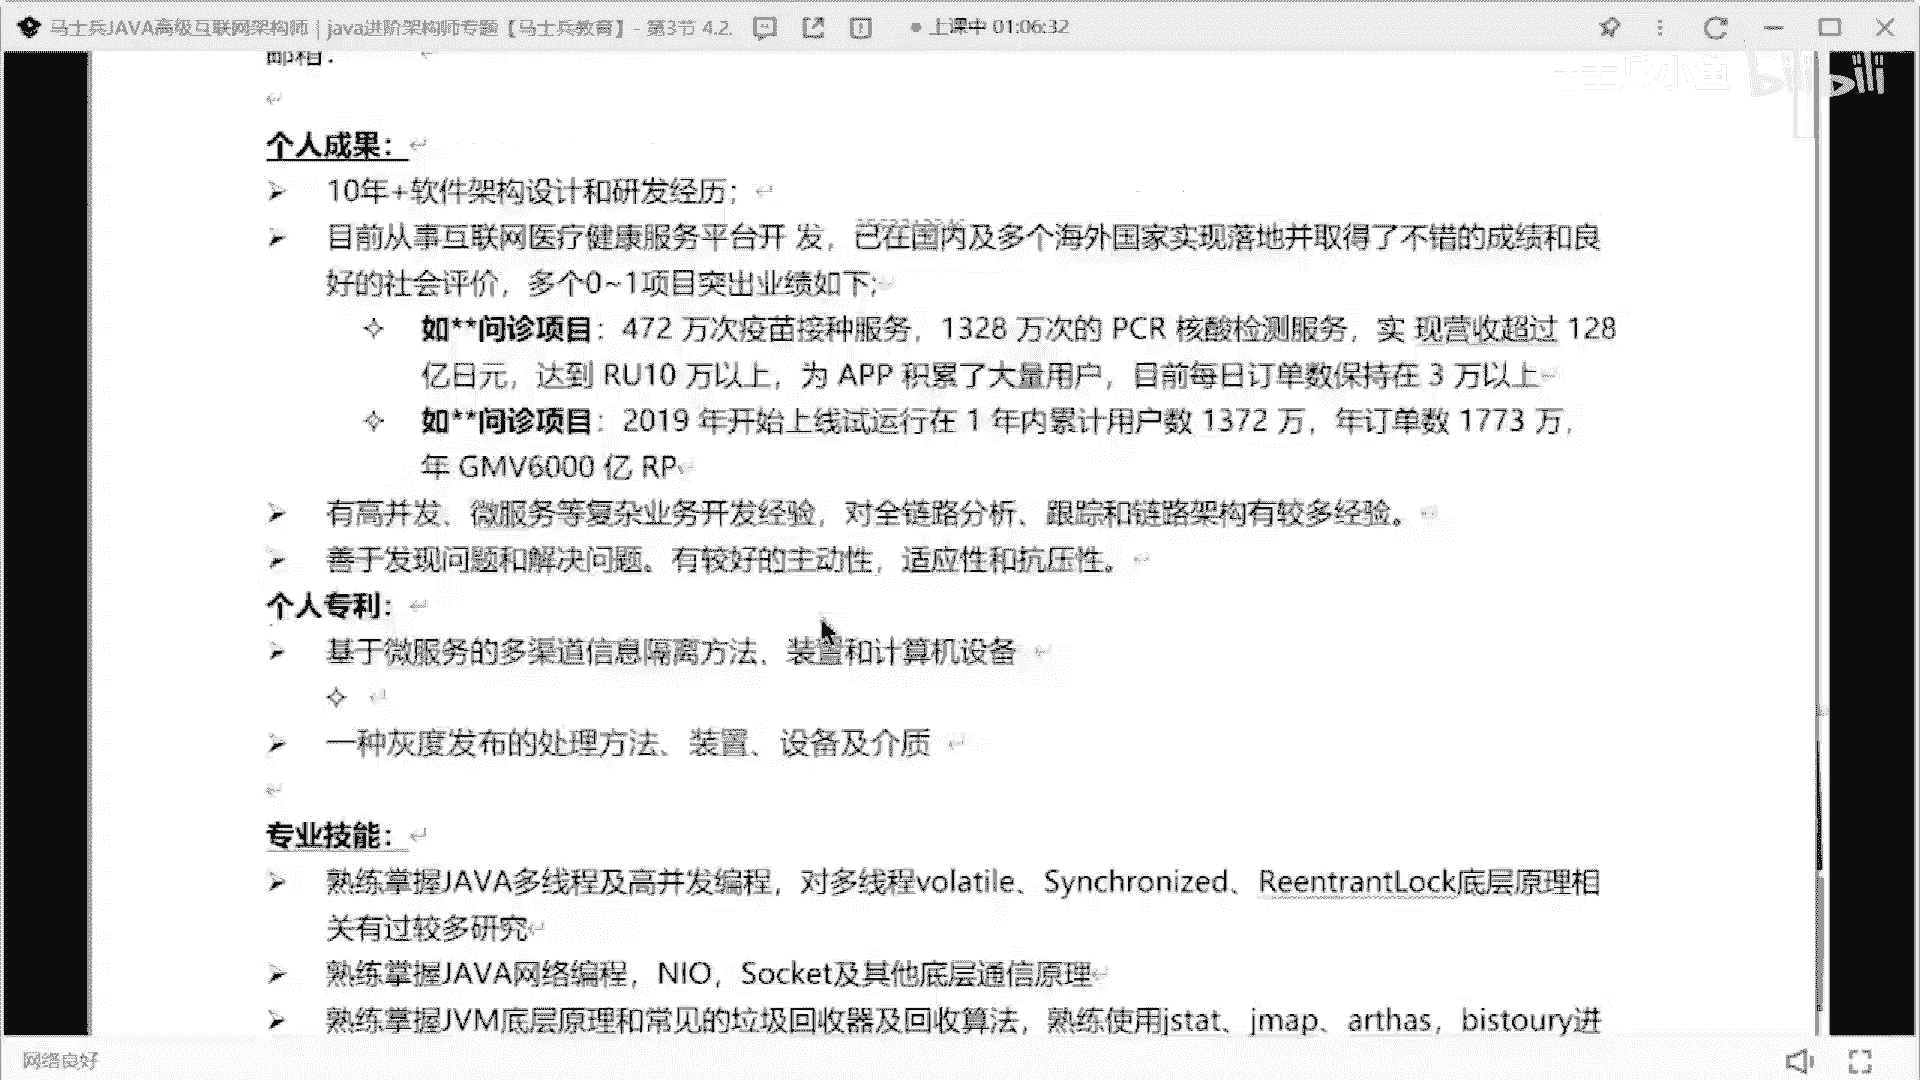 马士兵JAVA高级互联网架构师 | java进阶架构师专题【马士兵教育】- 第3节 4.2. 上课中 01:06:32
邮箱：
bilibili
个人成果：
10年+软件架构设计和研发经历；
目前从事互联网医疗健康服务平台开 发，已在国内及多个海外国家实现落地并取得了不错的成绩和良
好的社会评价，多个0~1项目突出业绩如下;
如**问诊项目：472 万次疫苗接种服务，1328 万次的 PCR 核酸检测服务，实 现营收超过 128
亿日元，达到 RU10 万以上，为 APP 积累了大量用户，目前每日订单数保持在 3 万以上
如**问诊项目：2019 年开始上线试运行在 1 年内累计用户数 1372 万，年订单数 1773 万，
年 GMV6000 亿 RP
有高并发、微服务等复杂业务开发经验，对全链路分析、跟踪和链路架构有较多经验。
善于发现问题和解决问题。有较好的主动性，适应性和抗压性。
个人专利：
基于微服务的多渠道信息隔离方法、装置和计算机设备
一种灰度发布的处理方法、装置、设备及介质
专业技能：
熟练掌握JAVA多线程及高并发编程，对多线程volatile、Synchronized、ReentrantLock底层原理相
关有过较多研究
熟练掌握JAVA网络编程，NIO，Socket及其他底层通信原理
熟练掌握JVM底层原理和常见的垃圾回收器及回收算法，熟练使用jstat、jmap、arthas，bistoury进
网络良好